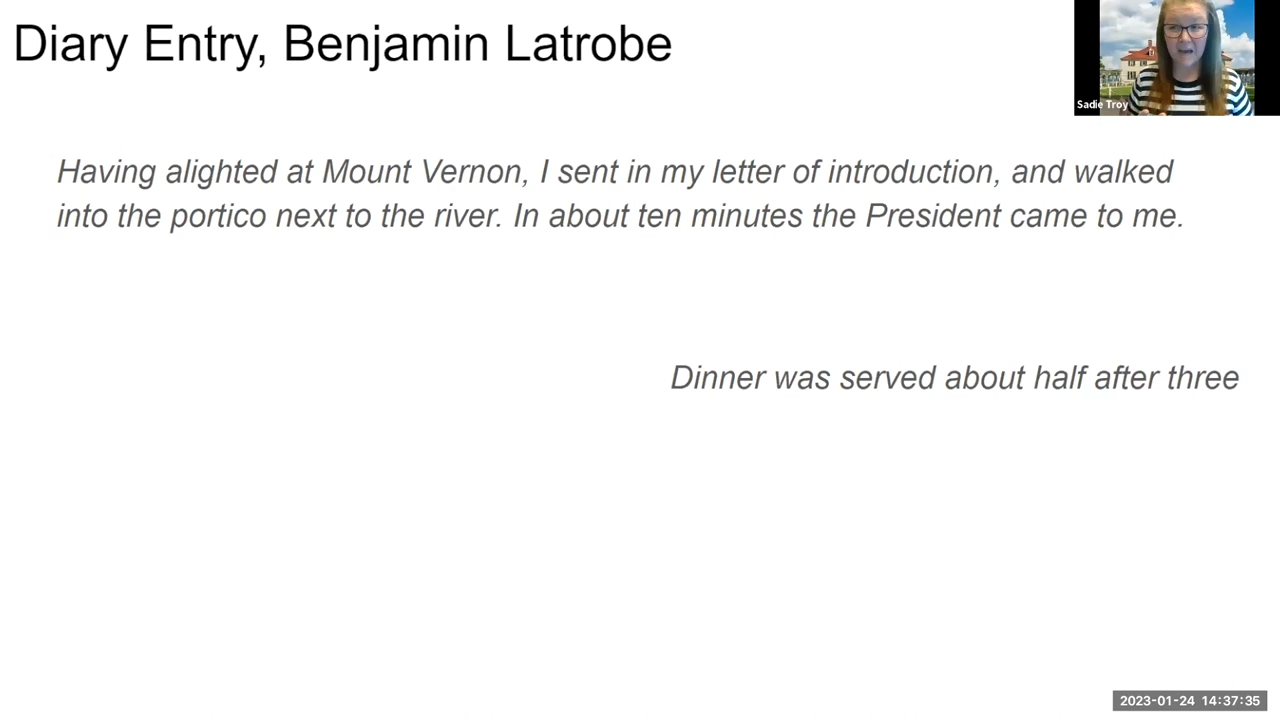 Diary Entry, Benjamin Latrobe
Sadie Troy
Having alighted at Mount Vernon, I sent in my letter of introduction, and walked
into the portico next to the river. In about ten minutes the President came to me.
Dinner was served about half after three
2023-01-24 14:37:35